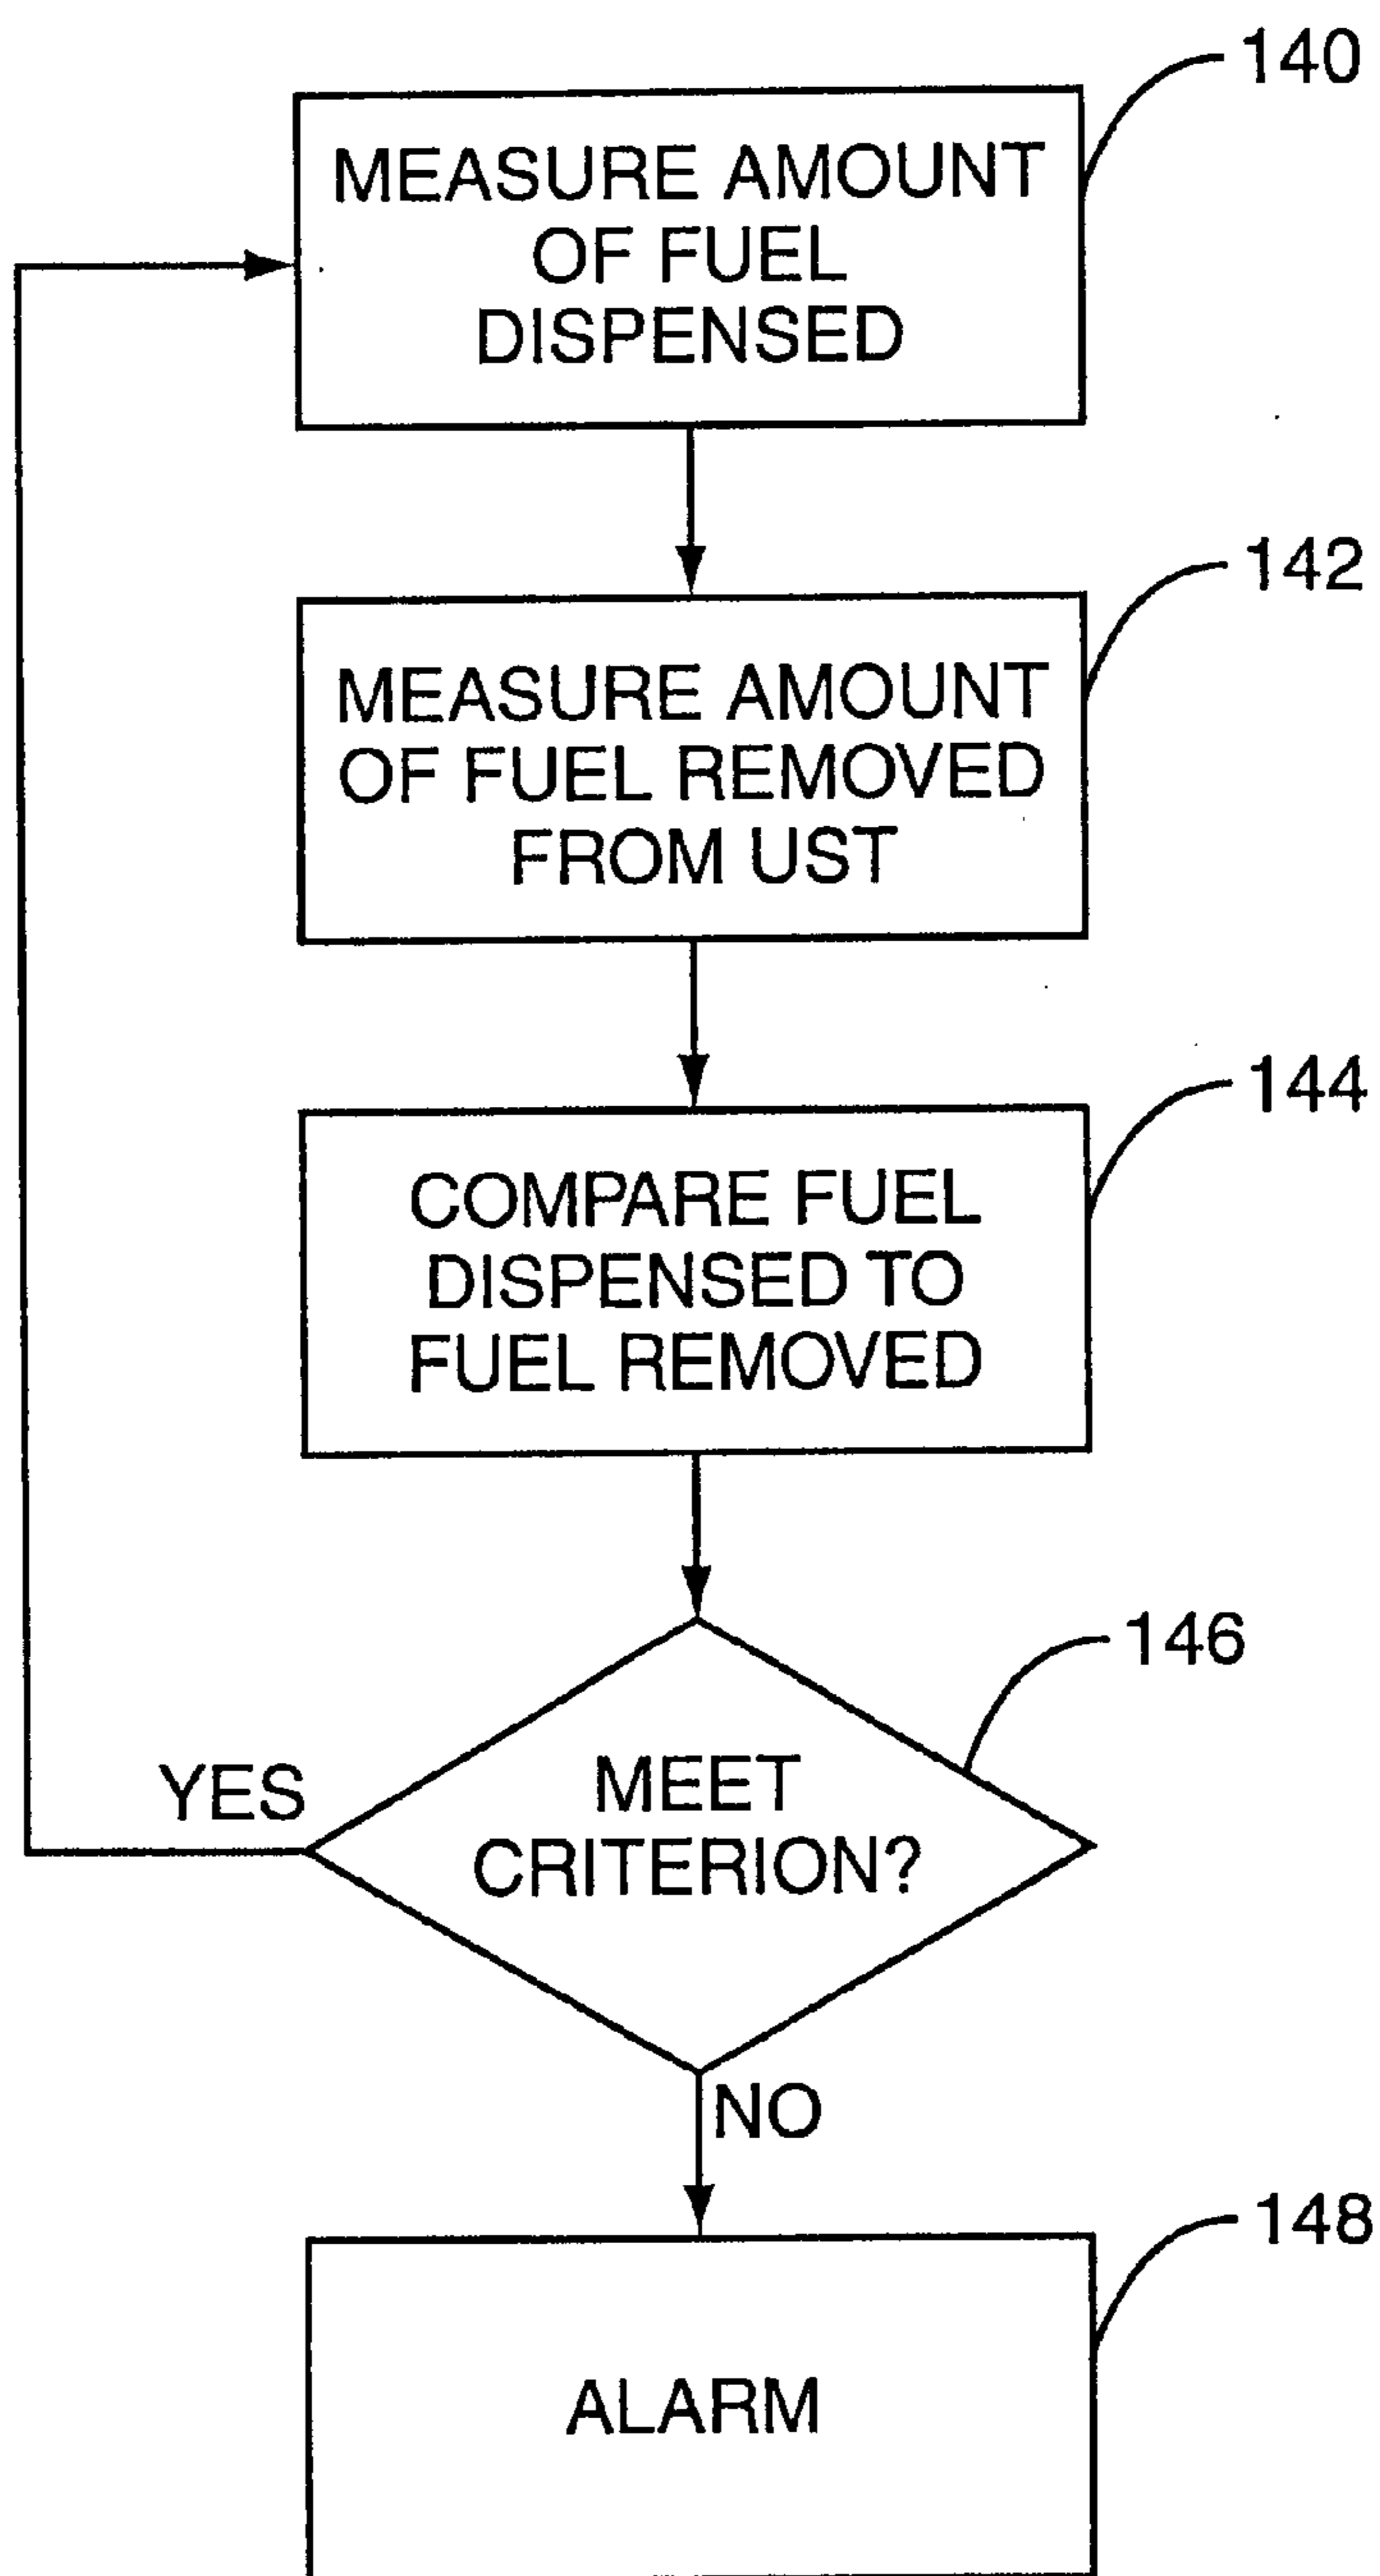 140
MEASURE AMOUNT
OF FUEL
DISPENSED
142
MEASURE AMOUNT
OF FUEL REMOVED
FROM UST
144
COMPARE FUEL
DISPENSED TO
FUEL REMOVED
146
YES
MEET
CRITERION?
NO
148
ALARM